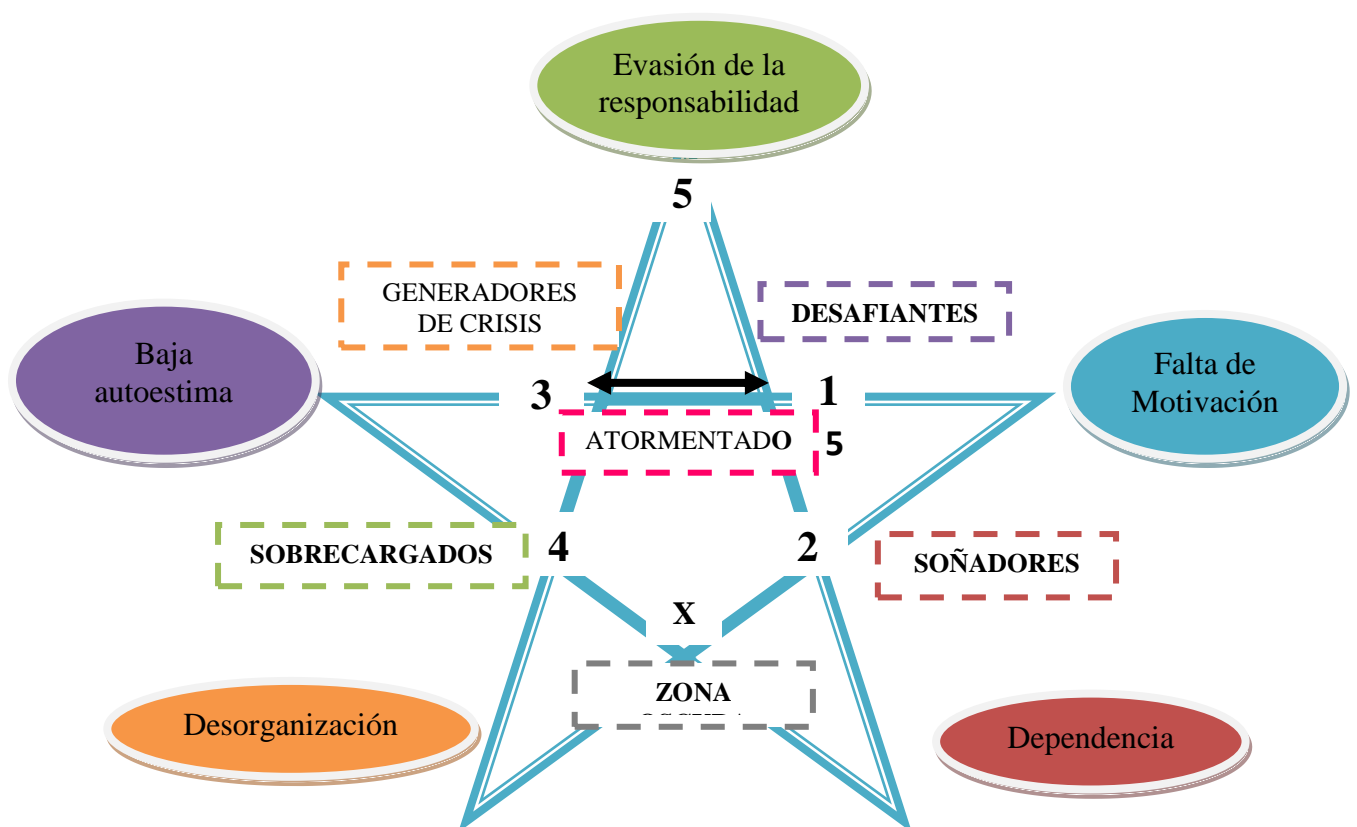 Evasión de la
responsabilidad
5
GENERADORES
DE CRISIS
DESAFIANTES
Baja
autoestima
Falta de
Motivación
3
1
ATORMENTADO
5
SOBRECARGADOS
4
2
SOÑADORES
X
ZONA
Desorganización
Dependencia